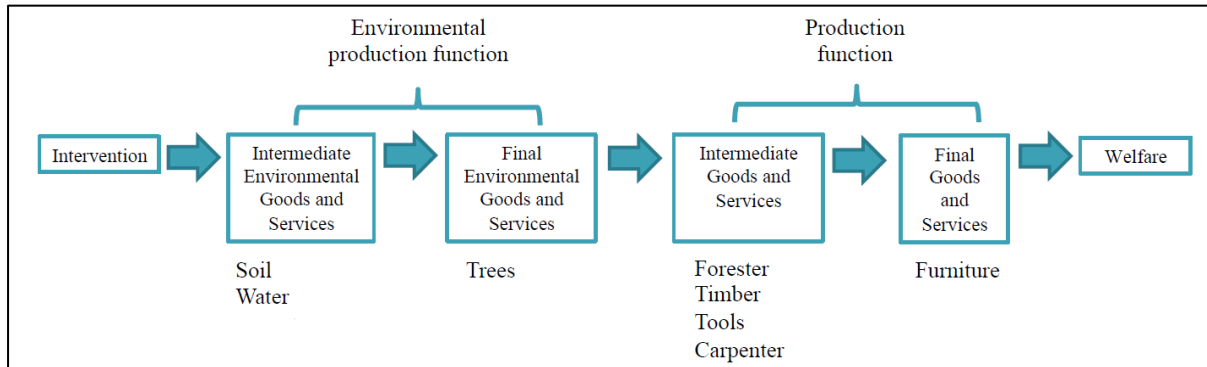 Environmental
production function
Production
function
Intervention
Intermediate
Environmental
Goods and
Services
Final
Environmental
Goods and
Services
Intermediate
Goods and
Services
Final
Goods
and
Services
Welfare
Soil
Water
Trees
Forester
Timber
Tools
Carpenter
Furniture